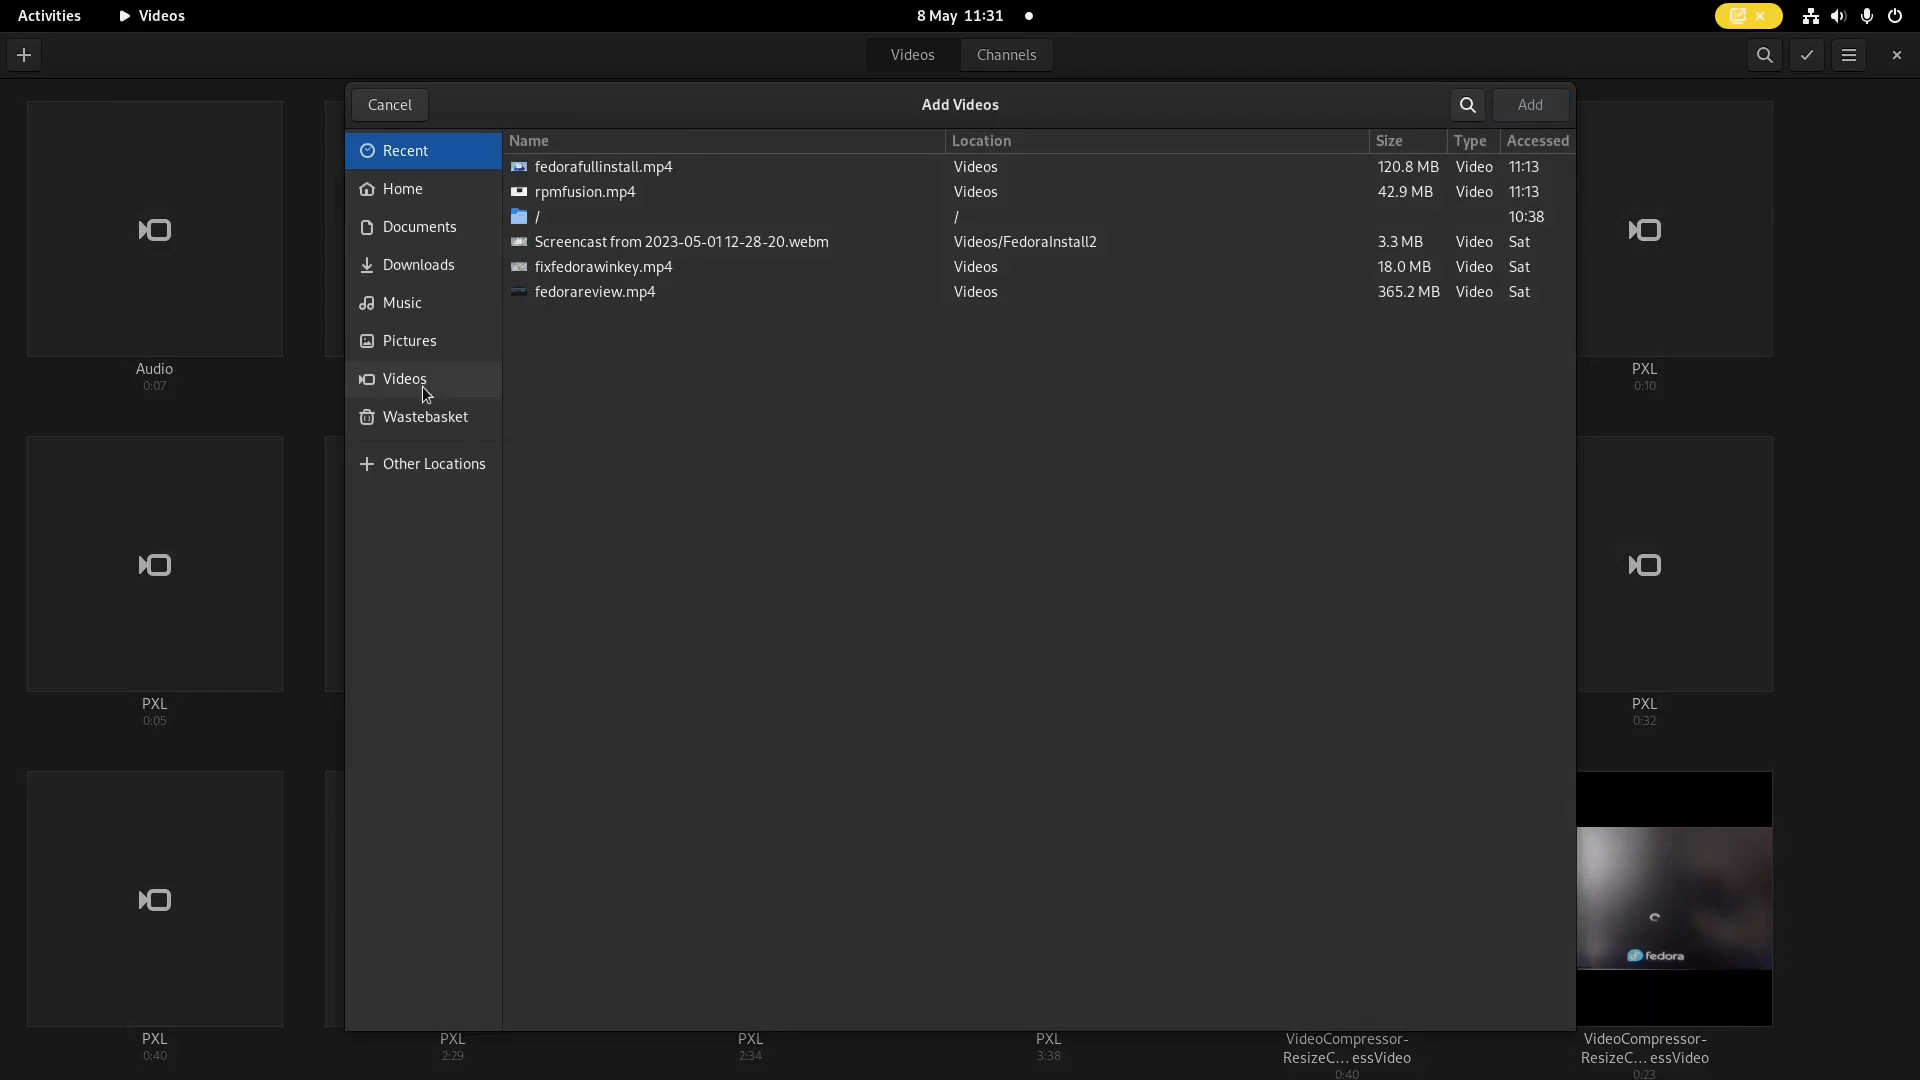 Activities Videos 8 May 11:31
Videos Channels
Cancel Add Videos Add
Name Location Size Type Accessed
Recent
Home
Documents
Downloads
Music
Pictures
Videos
Wastebasket
Other Locations
fedorafullinstall.mp4 Videos 120.8 MB Video 11:13
rpmfusion.mp4 Videos 42.9 MB Video 11:13
/ / 10:38
Screencast from 2023-05-01 12-28-20.webm Videos/FedoraInstall2 3.3 MB Video Sat
fixfedorawinkey.mp4 Videos 18.0 MB Video Sat
fedorareview.mp4 Videos 365.2 MB Video Sat
Audio
0:07
PXL
0:10
PXL
0:05
PXL
0:32
fedora
PXL
0:40
PXL
2:29
PXL
2:34
PXL
3:38
VideoCompressor-
ResizeC... essVideo
0:40
VideoCompressor-
ResizeC... essVideo
0:23